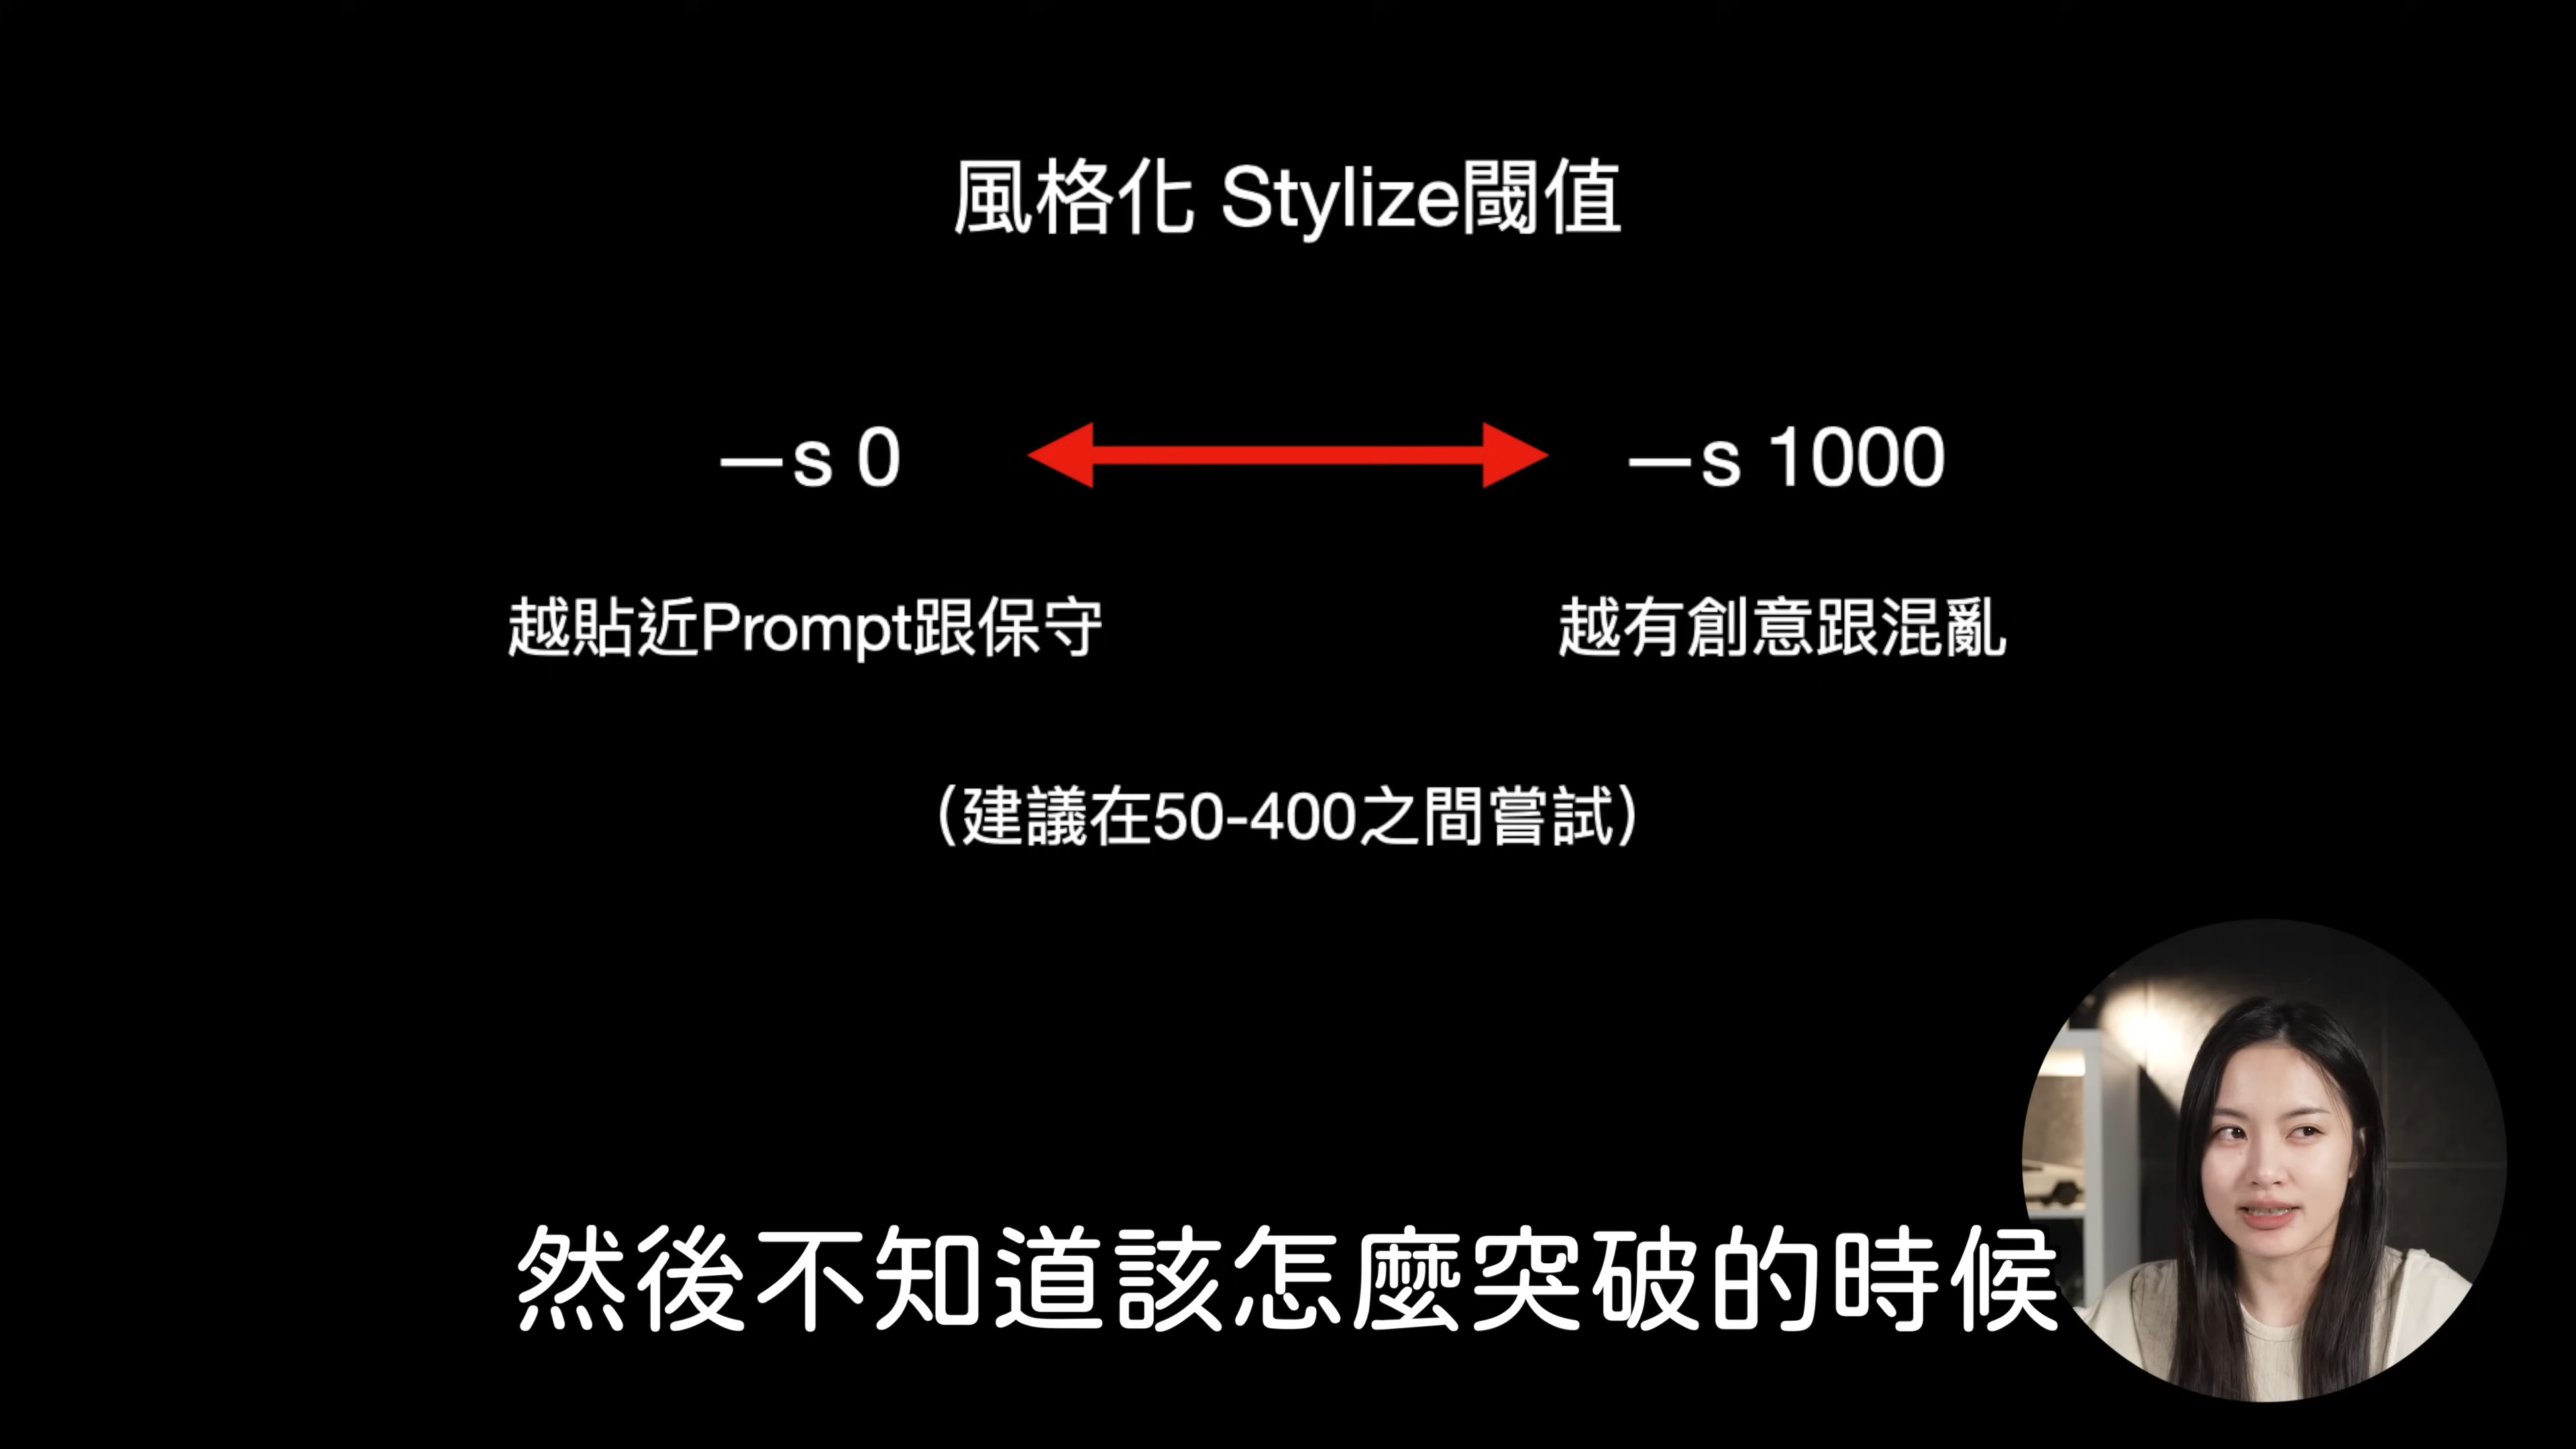 風格化 Stylize閾值
—s 0
—s 1000
越貼近Prompt跟保守
越有創意跟混亂
（建議在50-400之間嘗試）
然後不知道該怎麼突破的時候